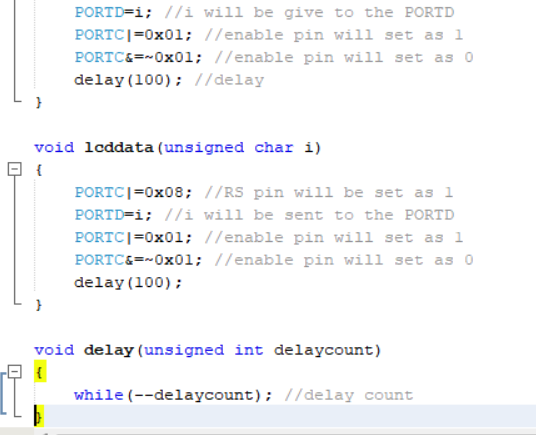 PORTD=i; //i will be give to the PORTD
PORTC|=0x01; //enable pin will set as 1
PORTC&=~0x01; //enable pin will set as 0
delay(100); //delay
}
void lcddata(unsigned char i)
{
PORTC|=0x08; //RS pin will be set as 1
PORTD=i; //i will be sent to the PORTD
PORTC|=0x01; //enable pin will set as 1
PORTC&=~0x01; //enable pin will set as 0
delay(100);
}
void delay(unsigned int delaycount)
{
while(--delaycount); //delay count
}